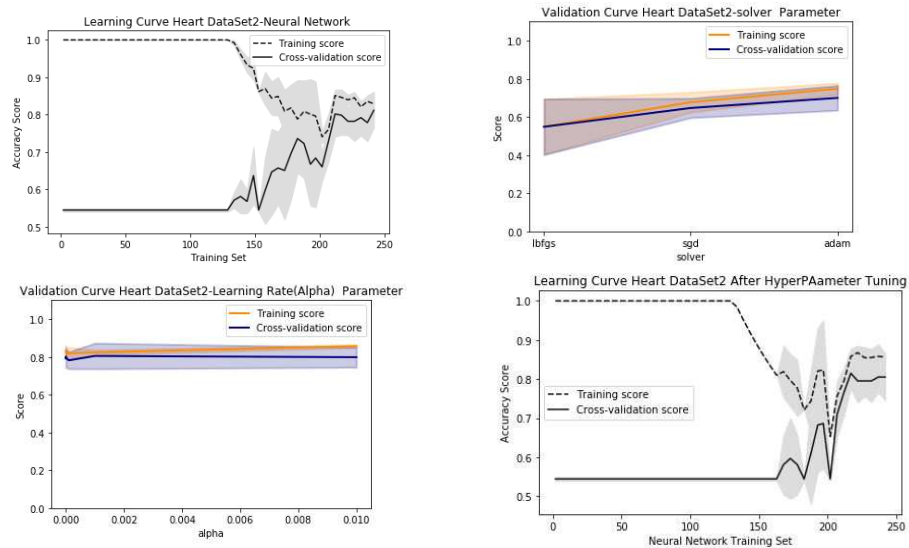 Learning Curve Heart DataSet2-Neural Network
1.0
0.9
0.8
0.7
0.6
0.5
Accuracy Score
Training score
Cross-validation score
0
50
100
150
200
250
Training Set
Validation Curve Heart DataSet2-solver Parameter
1.0
0.8
0.6
0.4
0.2
0.0
Score
Training score
Cross-validation score
lbfgs
sgd
adam
solver
Validation Curve Heart DataSet2-Learning Rate(Alpha) Parameter
1.0
0.8
0.6
0.4
0.2
0.0
Score
Training score
Cross-validation score
0.000
0.002
0.004
0.006
0.008
0.010
alpha
Learning Curve Heart DataSet2 After HyperPAameter Tuning
1.0
0.9
0.8
0.7
0.6
0.5
Accuracy Score
Training score
Cross-validation score
0
50
100
150
200
250
Neural Network Training Set